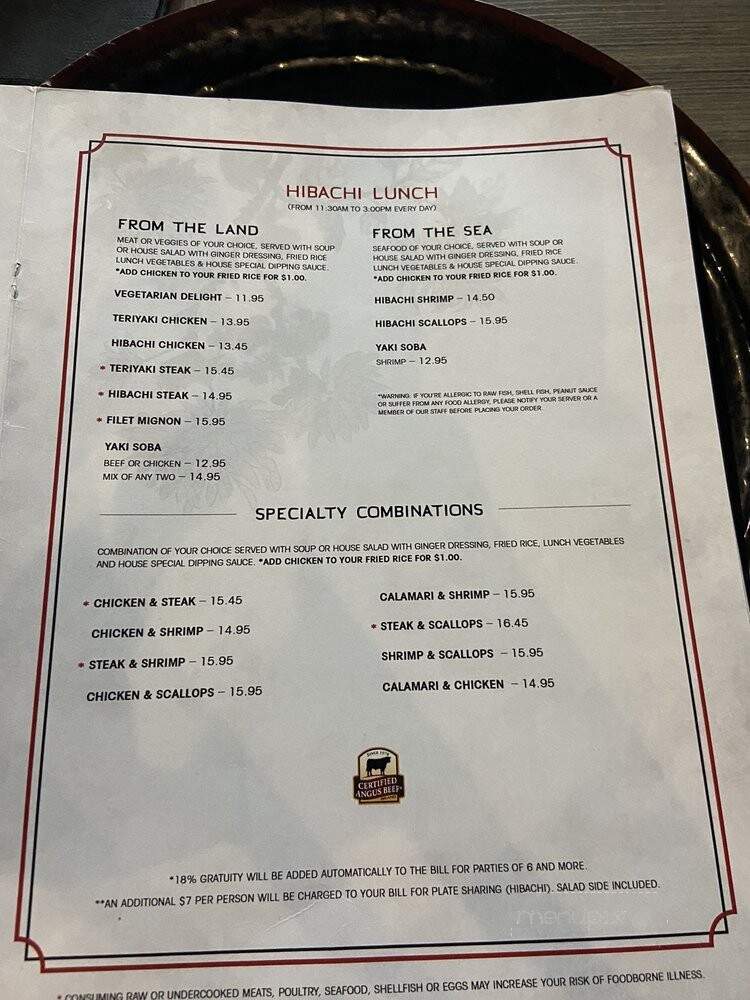 HIBACHI LUNCH
(FROM 11:30AM TO 3:00PM EVERY DAY)
FROM THE LAND
MEAT OR VEGGIES OF YOUR CHOICE, SERVED WITH SOUP
OR HOUSE SALAD WITH GINGER DRESSING, FRIED RICE
LUNCH VEGETABLES & HOUSE SPECIAL DIPPING SAUCE.
*ADD CHICKEN TO YOUR FRIED RICE FOR $1.00.
VEGETARIAN DELIGHT – 11.95
TERIYAKI CHICKEN – 13.95
HIBACHI CHICKEN – 13.45
* TERIYAKI STEAK – 15.45
* HIBACHI STEAK – 14.95
* FILET MIGNON – 15.95
YAKI SOBA
BEEF OR CHICKEN – 12.95
MIX OF ANY TWO – 14.95
FROM THE SEA
SEAFOOD OF YOUR CHOICE, SERVED WITH SOUP OR
HOUSE SALAD WITH GINGER DRESSING, FRIED RICE
LUNCH VEGETABLES & HOUSE SPECIAL DIPPING SAUCE.
*ADD CHICKEN TO YOUR FRIED RICE FOR $1.00.
HIBACHI SHRIMP – 14.50
HIBACHI SCALLOPS – 15.95
YAKI SOBA
SHRIMP – 12.95
*WARNING: IF YOU'RE ALLERGIC TO RAW FISH, SHELL FISH, PEANUT SAUCE
OR SUFFER FROM ANY FOOD ALLERGY, PLEASE NOTIFY YOUR SERVER OR A
MEMBER OF OUR STAFF BEFORE PLACING YOUR ORDER.
SPECIALTY COMBINATIONS
COMBINATION OF YOUR CHOICE SERVED WITH SOUP OR HOUSE SALAD WITH GINGER DRESSING, FRIED RICE, LUNCH VEGETABLES
AND HOUSE SPECIAL DIPPING SAUCE. *ADD CHICKEN TO YOUR FRIED RICE FOR $1.00.
* CHICKEN & STEAK – 15.45
CHICKEN & SHRIMP – 14.95
* STEAK & SHRIMP – 15.95
CHICKEN & SCALLOPS – 15.95
CALAMARI & SHRIMP – 15.95
* STEAK & SCALLOPS – 16.45
SHRIMP & SCALLOPS – 15.95
CALAMARI & CHICKEN – 14.95
SINCE 1978
CERTIFIED
ANGUS BEEF
*18% GRATUITY WILL BE ADDED AUTOMATICALLY TO THE BILL FOR PARTIES OF 6 AND MORE.
**AN ADDITIONAL $7 PER PERSON WILL BE CHARGED TO YOUR BILL FOR PLATE SHARING (HIBACHI). SALAD SIDE INCLUDED.
menupix
* CONSUMING RAW OR UNDERCOOKED MEATS, POULTRY, SEAFOOD, SHELLFISH OR EGGS MAY INCREASE YOUR RISK OF FOODBORNE ILLNESS.